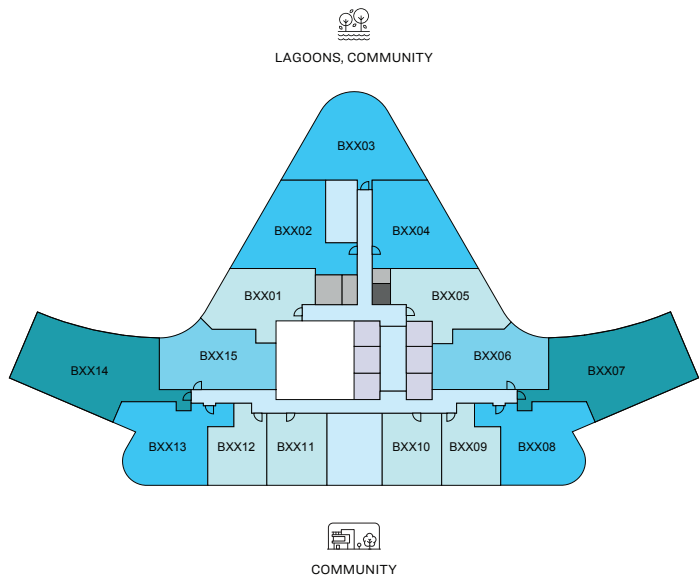 LAGOONS, COMMUNITY
BXX03
BXX02
BXX04
BXX01
BXX05
BXX15
BXX06
BXX14
BXX07
BXX13
BXX12
BXX11
BXX10
BXX09
BXX08
COMMUNITY